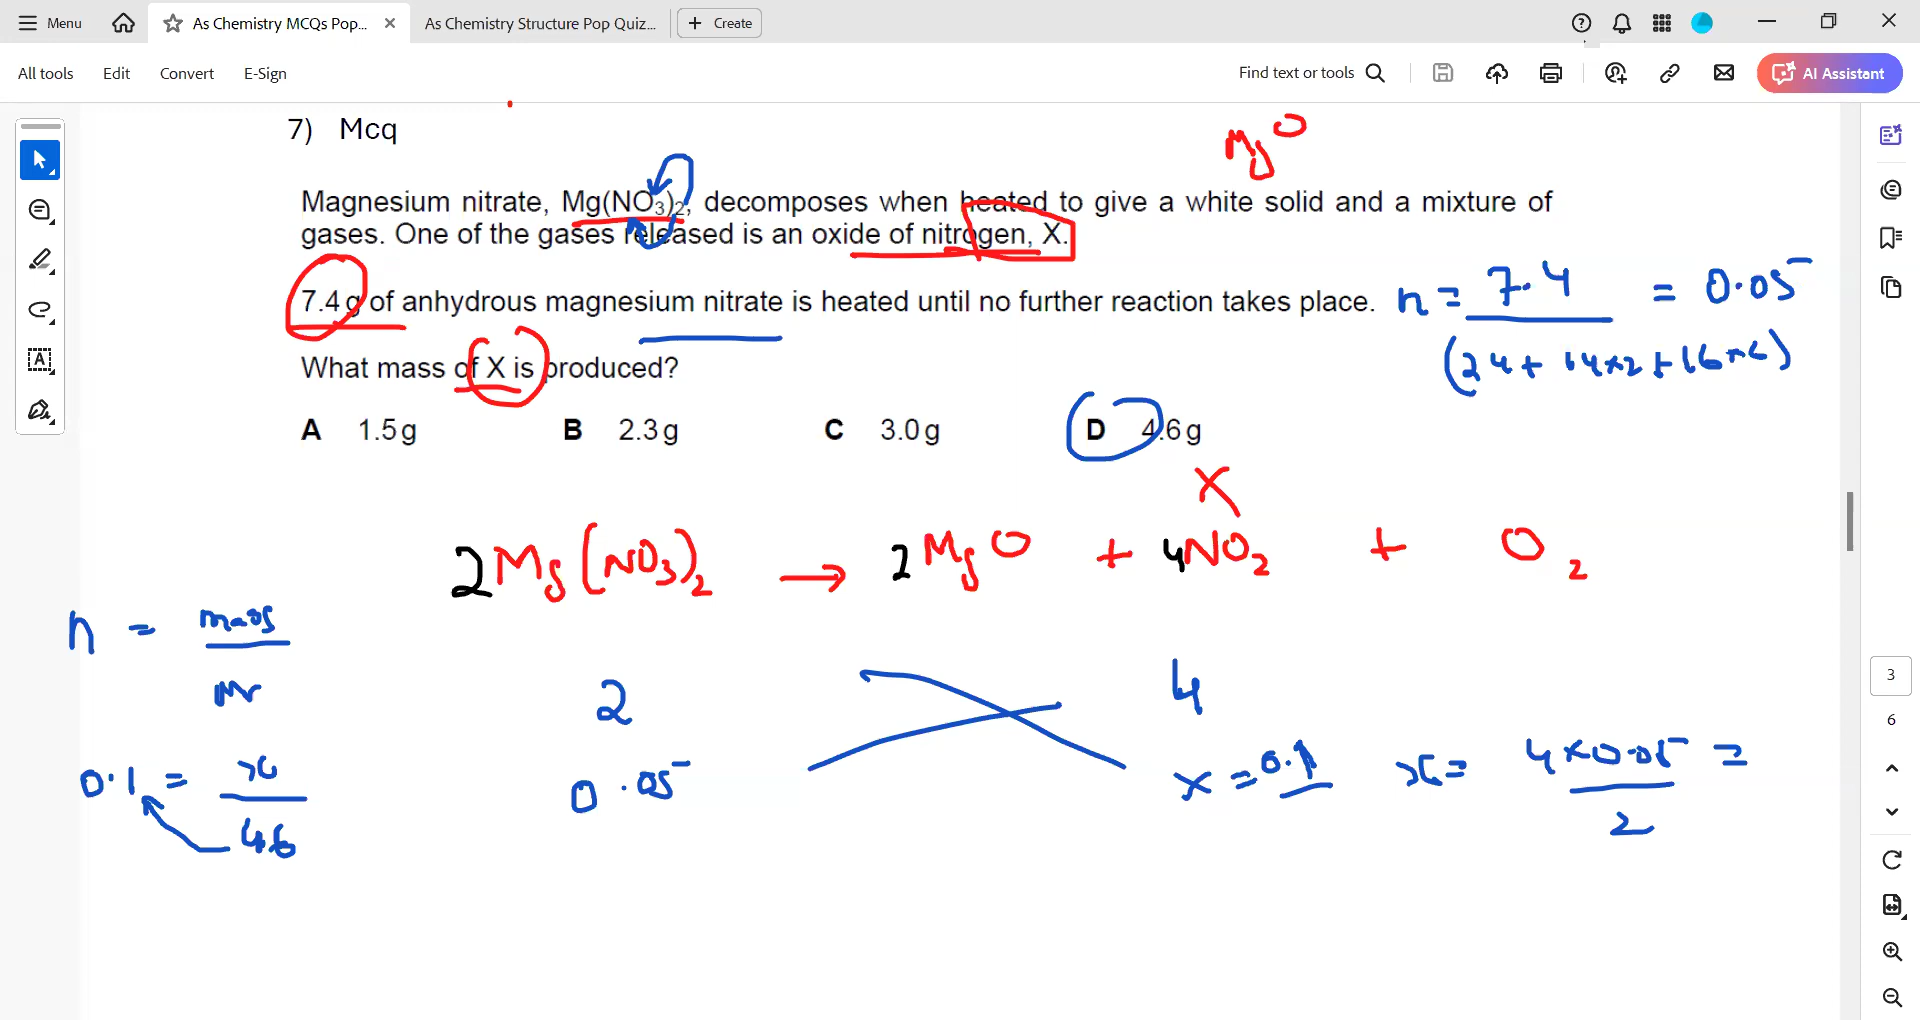 Menu
As Chemistry MCQs Pop...
As Chemistry Structure Pop Quiz...
Create
All tools
Edit
Convert
E-Sign
Find text or tools
AI Assistant
7) Mcq
MgO
Magnesium nitrate, Mg(NO3)2, decomposes when heated to give a white solid and a mixture of
gases. One of the gases released is an oxide of nitrogen, X.
7.4 g of anhydrous magnesium nitrate is heated until no further reaction takes place.
n = 7.4 = 0.05
(24 + 14×2 + 16×6)
What mass of X is produced?
A 1.5 g B 2.3 g C 3.0 g D 4.6 g
X
2Mg(NO3)2 → 2MgO + 4NO2 + O2
n = mass
Mr
2 4
0.1 = x
46
0.05 x = 0.1 x = 4×0.05 =
2
3
6